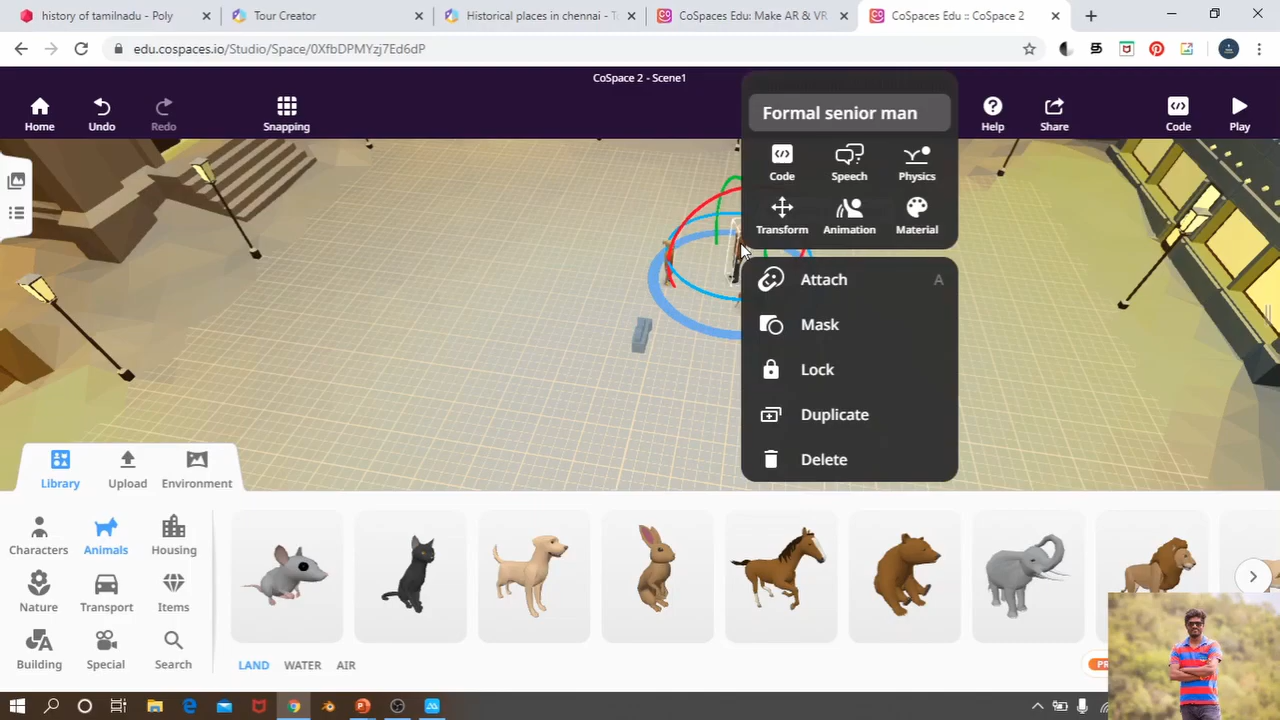 history of tamilnadu - Poly
Tour Creator
Historical places in chennai - T
CoSpaces Edu: Make AR & VR
CoSpaces Edu :: CoSpace 2
edu.cospaces.io/Studio/Space/0XfbDPMYzj7Ed6dP
CoSpace 2 - Scene1
Home
Undo
Redo
Snapping
Help
Share
Code
Play
Formal senior man
Code
Speech
Physics
Transform
Animation
Material
Attach A
Mask
Lock
Duplicate
Delete
Library
Upload
Environment
Characters
Animals
Housing
Nature
Transport
Items
Building
Special
Search
LAND
WATER
AIR